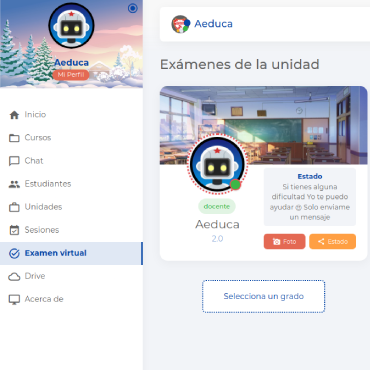 Aeduca
Mi Perfil
Inicio
Cursos
Chat
Estudiantes
Unidades
Sesiones
Examen virtual
Drive
Acerca de
Aeduca
Exámenes de la unidad
docente
Aeduca
2.0
Estado
Si tienes alguna
dificultad Yo te puedo
ayudar 😊 Solo enviame
un mensaje
Foto
Estado
Selecciona un grado